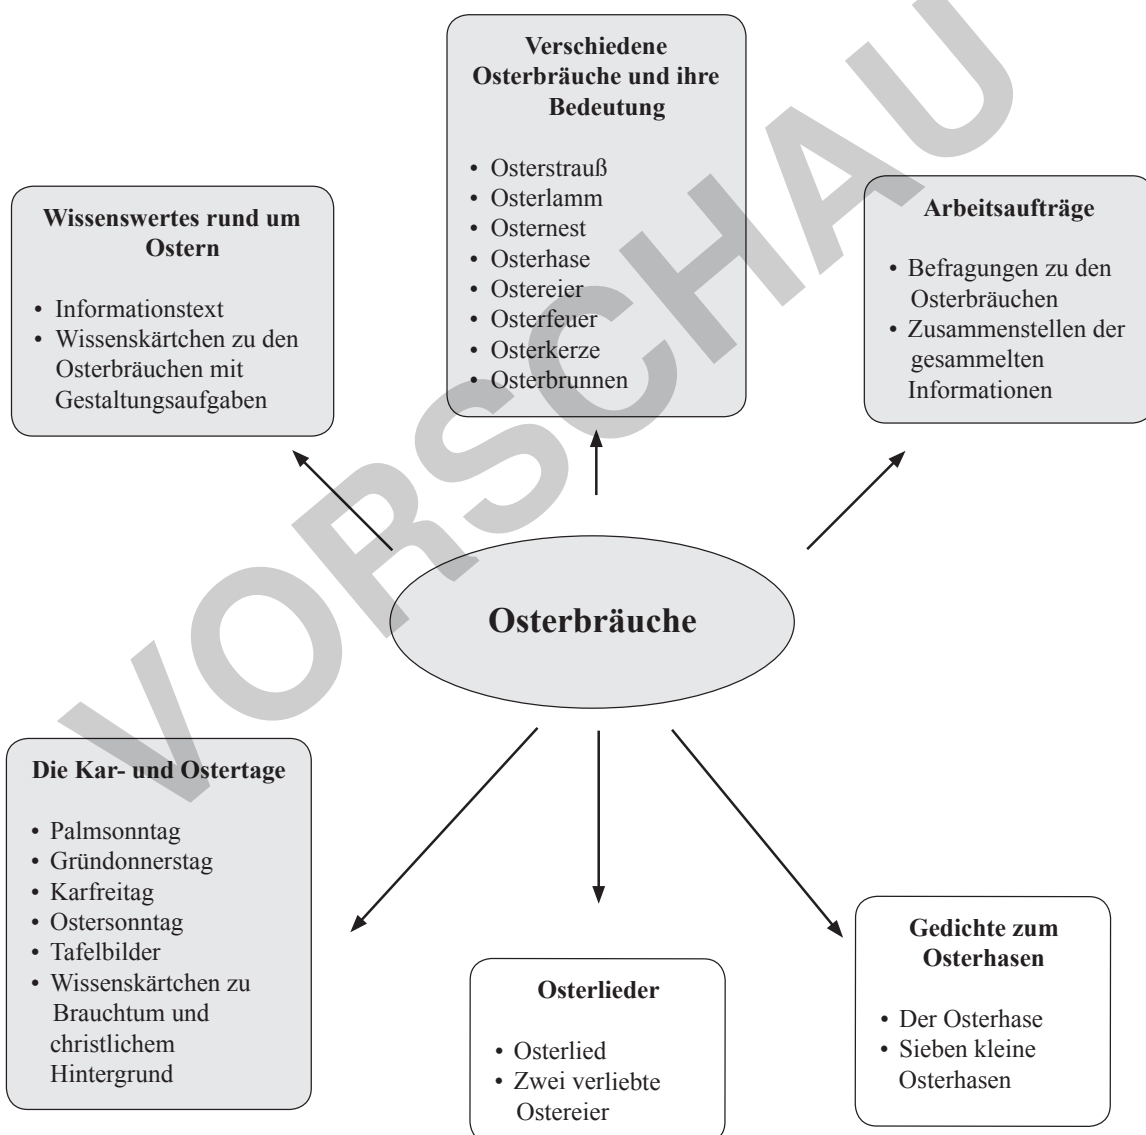 Verschiedene
Osterbräuche und ihre
Bedeutung
• Osterstrauß
• Osterlamm
• Osternest
• Osterhase
• Ostereier
• Osterfeuer
• Osterkerze
• Osterbrunnen
Wissenswertes rund um
Ostern
• Informationstext
• Wissenskärtchen zu den
Osterbräuchen mit
Gestaltungsaufgaben
Arbeitsaufträge
• Befragungen zu den
Osterbräuchen
• Zusammenstellen der
gesammelten
Informationen
Osterbräuche
Die Kar- und Ostertage
• Palmsonntag
• Gründonnerstag
• Karfreitag
• Ostersonntag
• Tafelbilder
• Wissenskärtchen zu
Brauchtum und
christlichem
Hintergrund
Osterlieder
• Osterlied
• Zwei verliebte
Ostereier
Gedichte zum
Osterhasen
• Der Osterhase
• Sieben kleine
Osterhasen
VORSCHAU